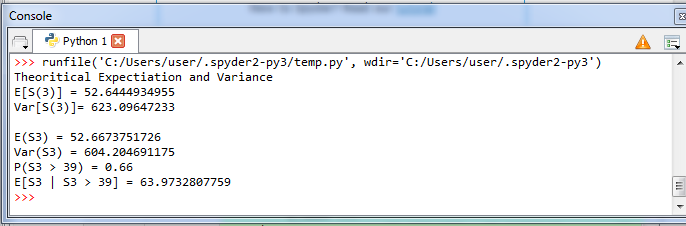 Console
Python 1
>>> runfile('C:/Users/user/.spyder2-py3/temp.py', wdir='C:/Users/user/.spyder2-py3')
Theoritical Expectiation and Variance
E[S(3)] = 52.6444934955
Var[S(3)]= 623.09647233
E(S3) = 52.6673751726
Var(S3) = 604.204691175
P(S3 > 39) = 0.66
E[S3 | S3 > 39] = 63.9732807759
>>>